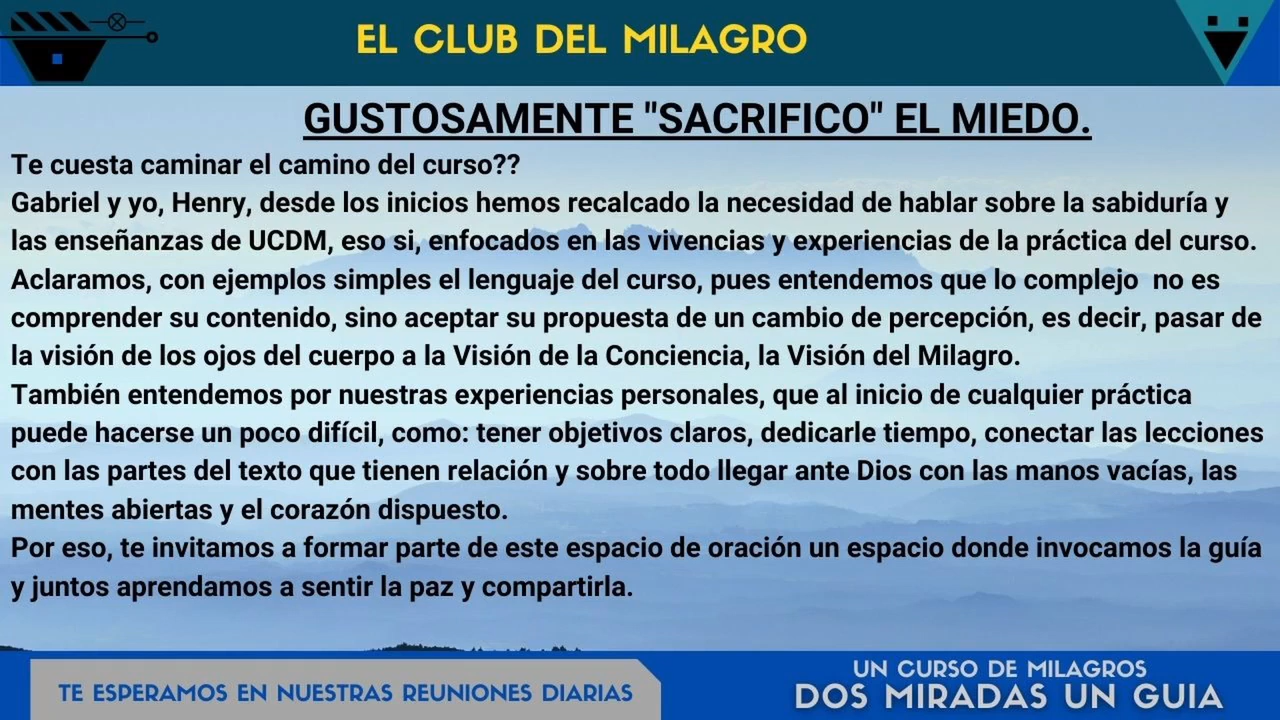 EL CLUB DEL MILAGRO
GUSTOSAMENTE "SACRIFICO" EL MIEDO.
Te cuesta caminar el camino del curso??
Gabriel y yo, Henry, desde los inicios hemos recalcado la necesidad de hablar sobre la sabiduría y
las enseñanzas de UCDM, eso si, enfocados en las vivencias y experiencias de la práctica del curso.
Aclaramos, con ejemplos simples el lenguaje del curso, pues entendemos que lo complejo  no es
comprender su contenido, sino aceptar su propuesta de un cambio de percepción, es decir, pasar de
la visión de los ojos del cuerpo a la Visión de la Conciencia, la Visión del Milagro.
También entendemos por nuestras experiencias personales, que al inicio de cualquier práctica
puede hacerse un poco difícil, como: tener objetivos claros, dedicarle tiempo, conectar las lecciones
con las partes del texto que tienen relación y sobre todo llegar ante Dios con las manos vacías, las
mentes abiertas y el corazón dispuesto.
Por eso, te invitamos a formar parte de este espacio de oración un espacio donde invocamos la guía
y juntos aprendamos a sentir la paz y compartirla.
TE ESPERAMOS EN NUESTRAS REUNIONES DIARIAS
UN CURSO DE MILAGROS
DOS MIRADAS UN GUIA